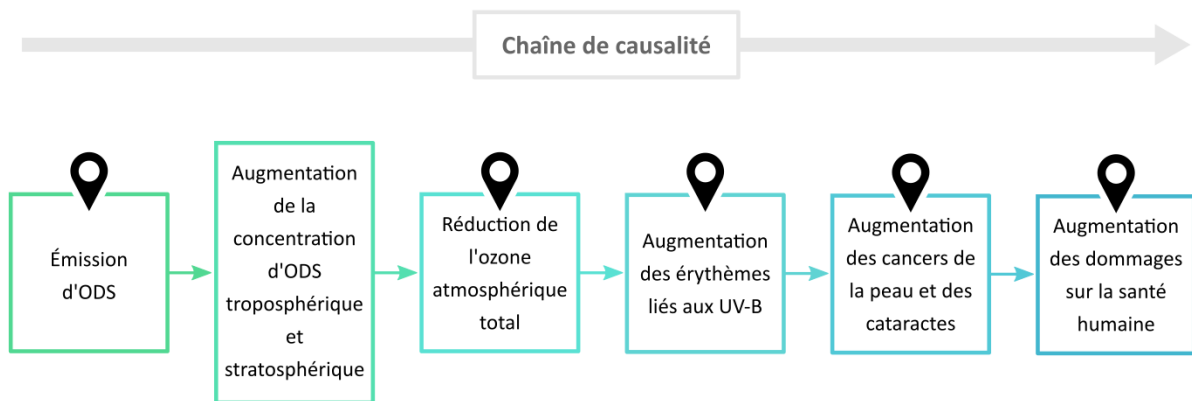 Chaîne de causalité
Émission
d'ODS
Augmentation
de la
concentration
d'ODS
troposphérique
et
stratosphérique
Réduction de
l'ozone
atmosphérique
total
Augmentation
des érythèmes
liés aux UV-B
Augmentation
des cancers de
la peau et des
cataractes
Augmentation
des dommages
sur la santé
humaine